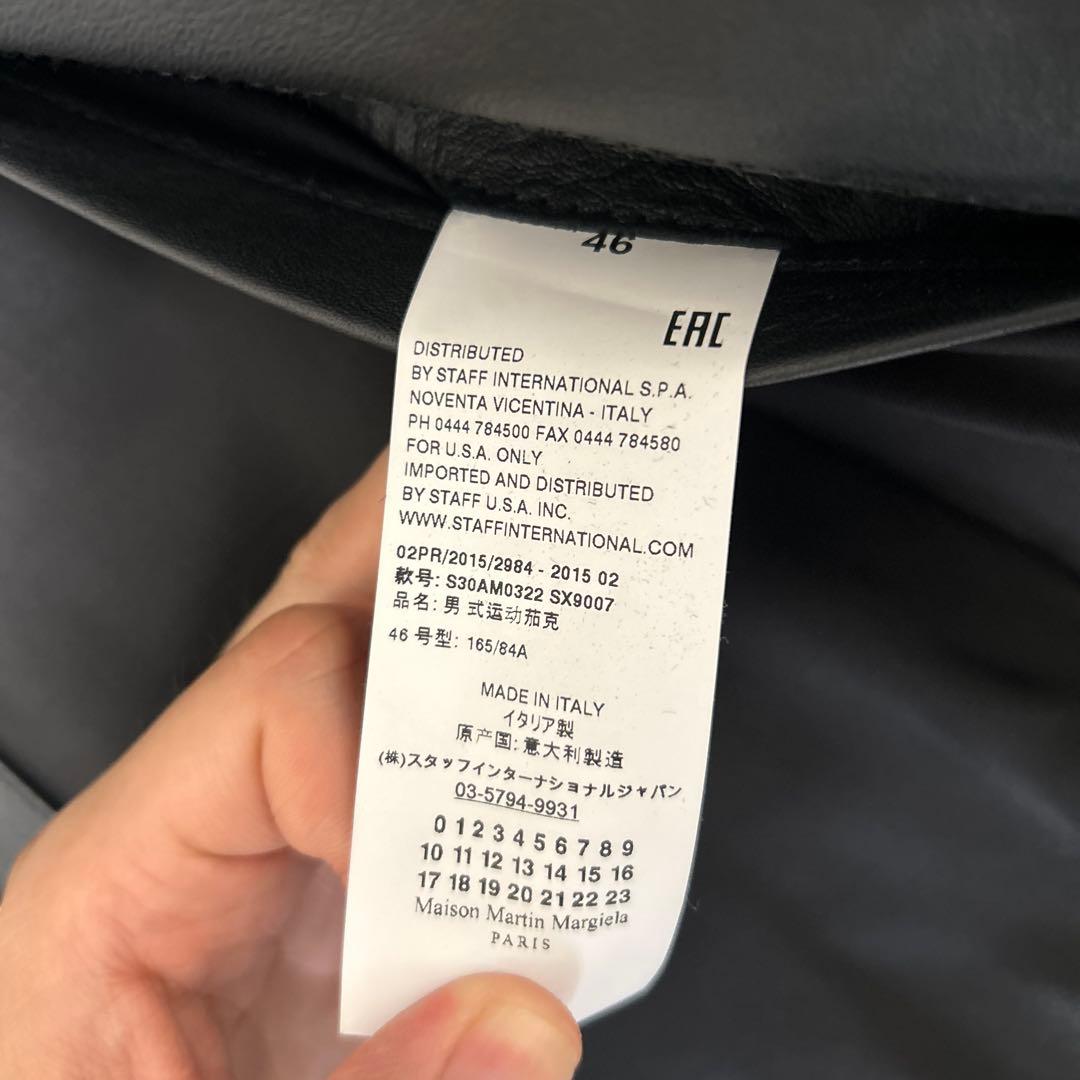 46
EAC
DISTRIBUTED
BY STAFF INTERNATIONAL S.P.A.
NOVENTA VICENTINA - ITALY
PH 0444 784500 FAX 0444 784580
FOR U.S.A. ONLY
IMPORTED AND DISTRIBUTED
BY STAFF U.S.A. INC.
WWW.STAFFINTERNATIONAL.COM
02PR/2015/2984 - 2015 02
款号: S30AM0322 SX9007
品名: 男 式运动茄克
46 号型: 165/84A
MADE IN ITALY
イタリア製
原产国: 意大利製造
(株)スタッフインターナショナルジャパン
03-5794-9931
0 1 2 3 4 5 6 7 8 9
10 11 12 13 14 15 16
17 18 19 20 21 22 23
Maison Martin Margiela
PARIS